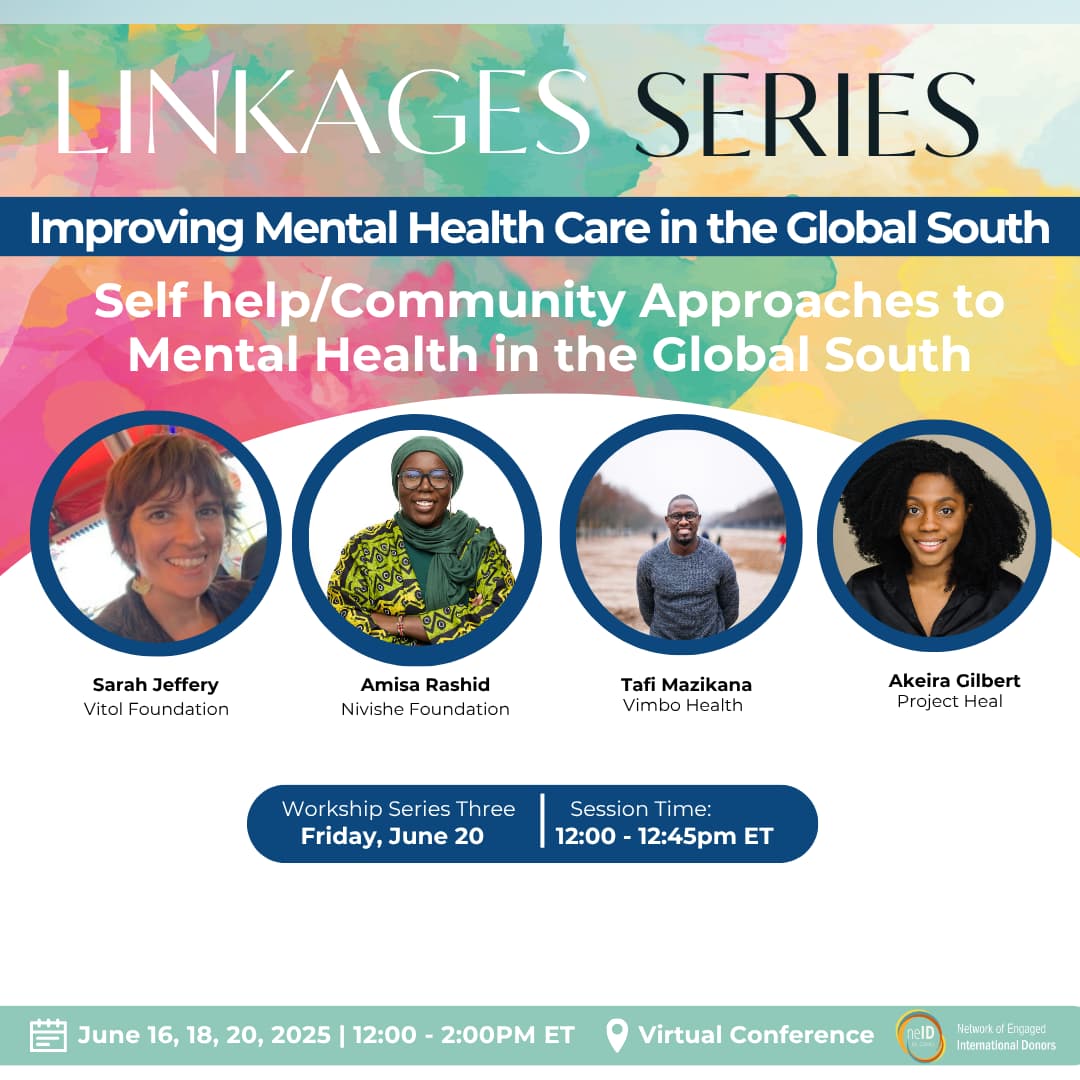 LINKAGES SERIES
Improving Mental Health Care in the Global South
Self help/Community Approaches to
Mental Health in the Global South
Sarah Jeffery
Vitol Foundation
Amisa Rashid
Nivishe Foundation
Tafi Mazikana
Vimbo Health
Akeira Gilbert
Project Heal
Workship Series Three
Friday, June 20
Session Time:
12:00 - 12:45pm ET
June 16, 18, 20, 2025 | 12:00 - 2:00PM ET
Virtual Conference
neID
Network of Engaged
International Donors